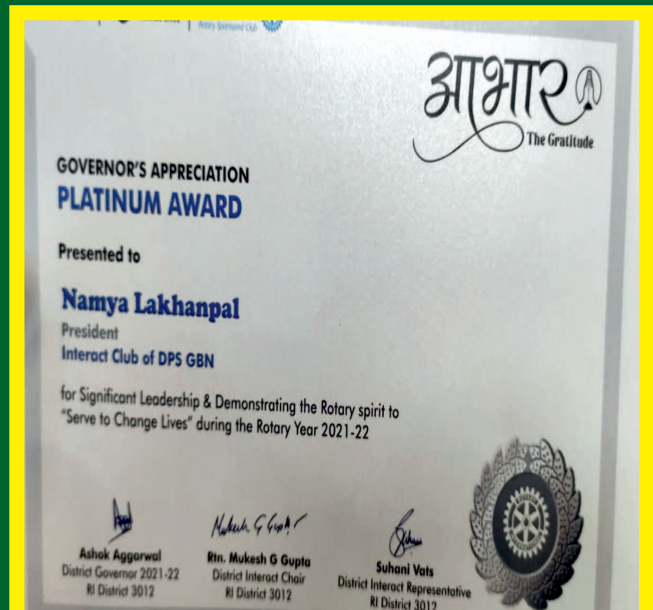 Rotary Sponsored Club
आभार
The Gratitude
GOVERNOR'S APPRECIATION
PLATINUM AWARD
Presented to
Namya Lakhanpal
President
Interact Club of DPS GBN
for Significant Leadership & Demonstrating the Rotary spirit to
"Serve to Change Lives" during the Rotary Year 2021-22
Ashok Aggarwal
District Governor 2021-22
RI District 3012
Rtn. Mukesh G Gupta
District Interact Chair
RI District 3012
Suhani Vats
District Interact Representative
RI District 3012